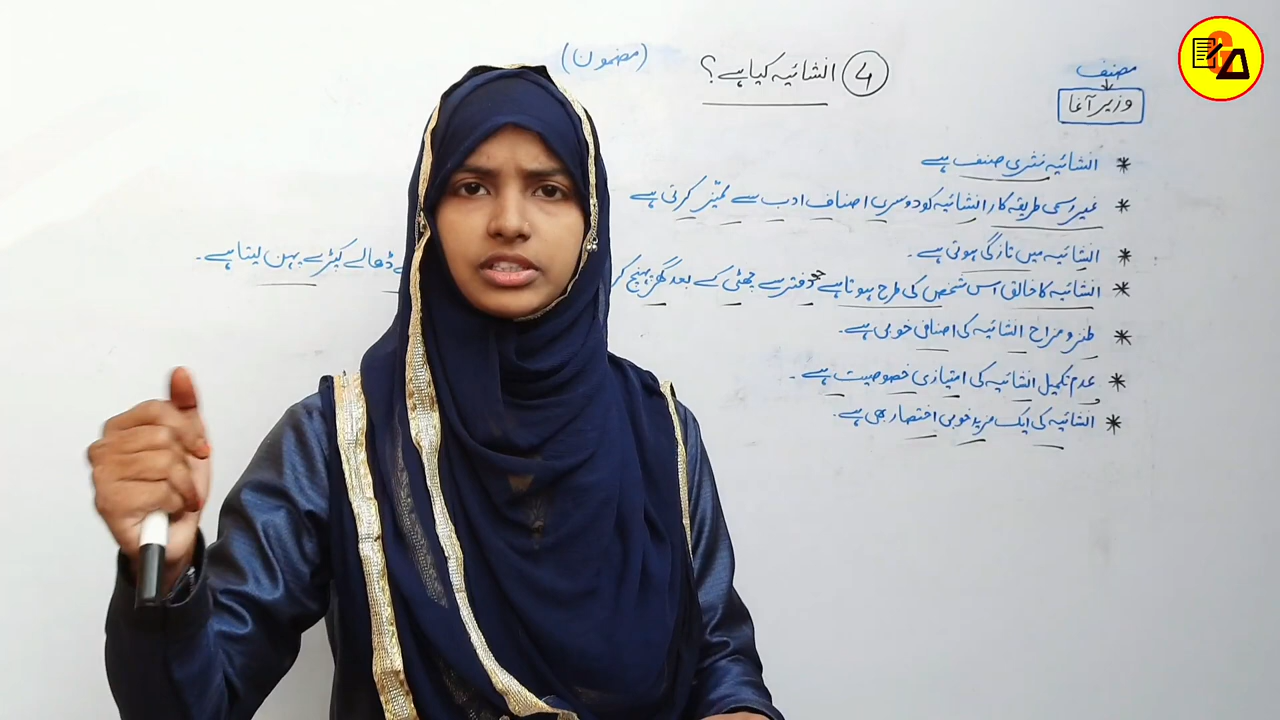 مصنف
وزیر آغا
④ انشائیہ کیا ہے؟ (مضمون)
* انشائیہ نثری صنف ہے
* غیر رسمی طریقہ کار انشائیہ کو دوسری اصناف ادب سے ممیّز کرتی ہے
* انشائیہ میں تازگی ہوتی ہے۔
* انشائیہ کا خالق اس شخص کی طرح ہوتا ہے جو دفتر سے چھٹی کے بعد گھر پہنچ کر ڈھالے کپڑے پہن لیتا ہے۔
* طنز و مزاح انشائیہ کی اضافی خوبی ہے۔
* عدم تکمیل انشائیہ کی امتیازی خصوصیت ہے۔
* انشائیہ کی ایک مزید خوبی اختصار بھی ہے۔